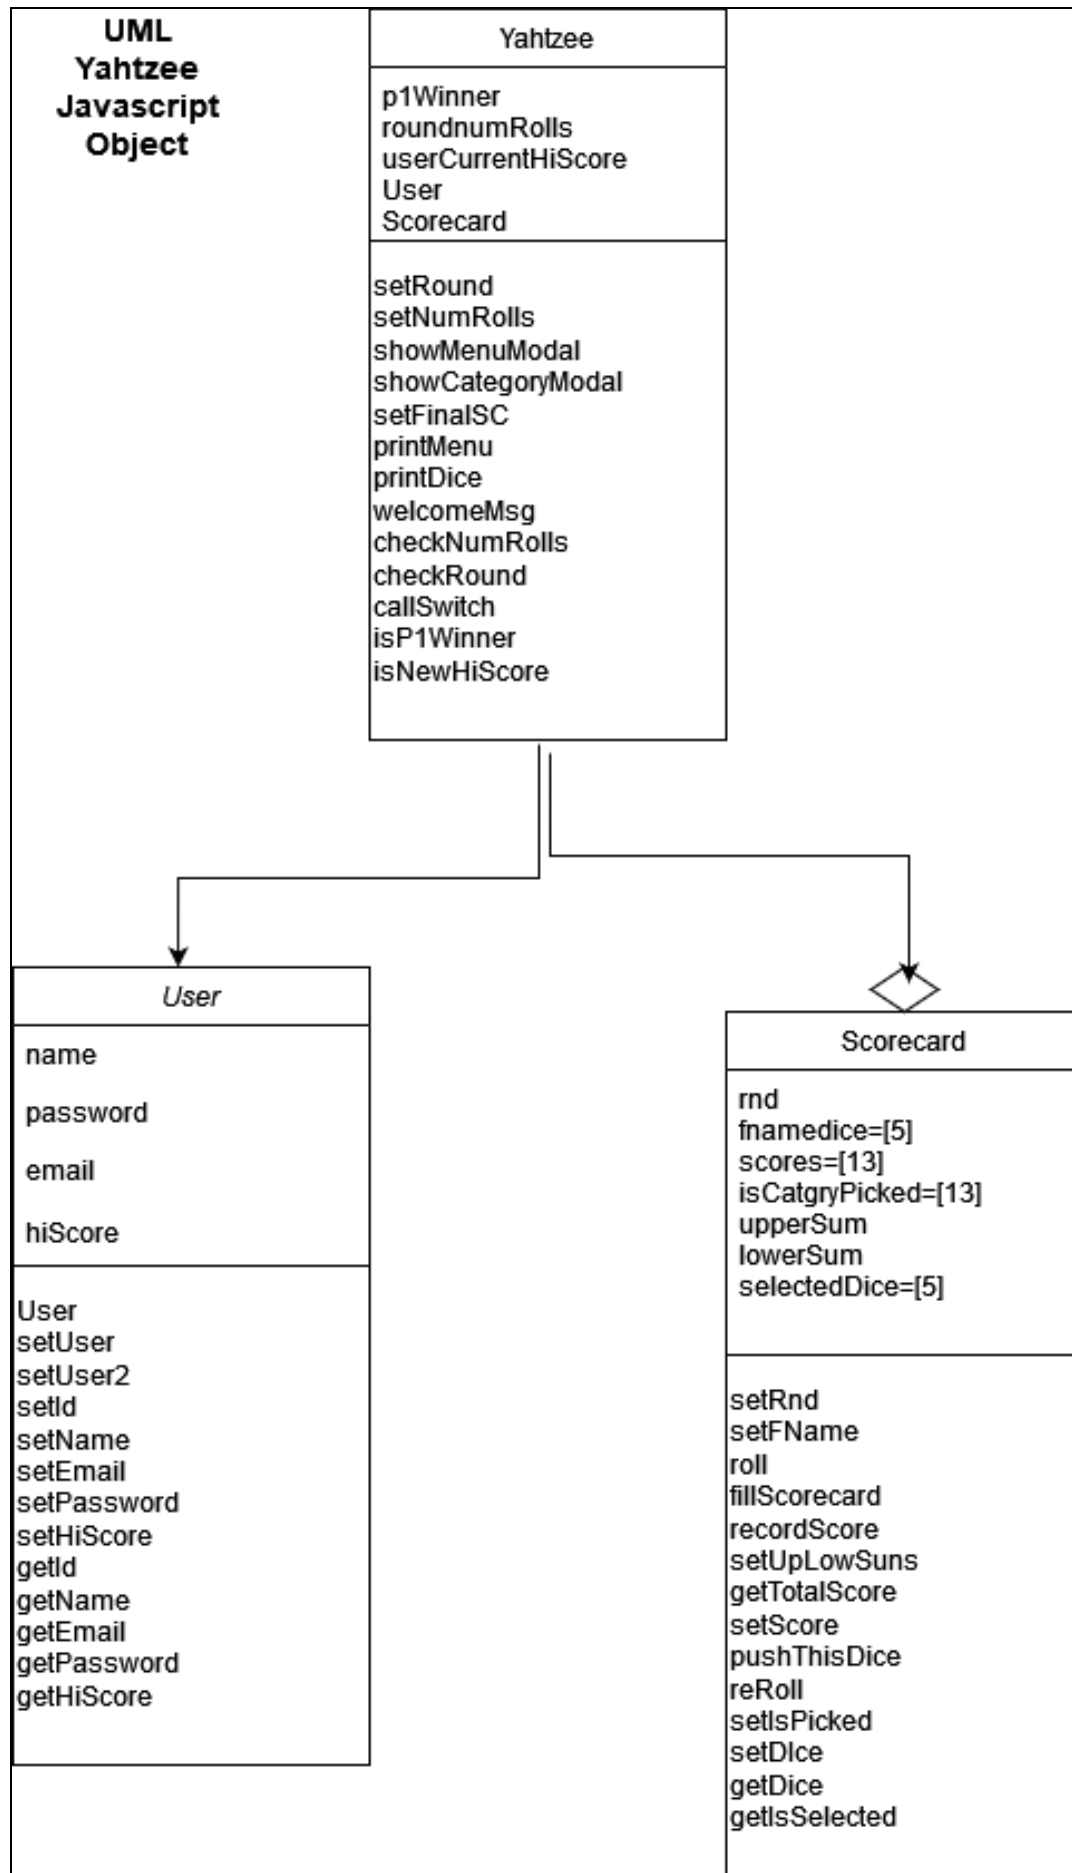 UML
Yahtzee
Javascript
Object
Yahtzee
p1Winner
roundnumRolls
userCurrentHiScore
User
Scorecard
setRound
setNumRolls
showMenuModal
showCategoryModal
setFinalSC
printMenu
printDice
welcomeMsg
checkNumRolls
checkRound
callSwitch
isP1Winner
isNewHiScore
User
name
password
email
hiScore
User
setUser
setUser2
setId
setName
setEmail
setPassword
setHiScore
getId
getName
getEmail
getPassword
getHiScore
Scorecard
rnd
fnamedice=[5]
scores=[13]
isCatgryPicked=[13]
upperSum
lowerSum
selectedDice=[5]
setRnd
setFName
roll
fillScorecard
recordScore
setUpLowSuns
getTotalScore
setScore
pushThisDice
reRoll
setIsPicked
setDIce
getDice
getIsSelected